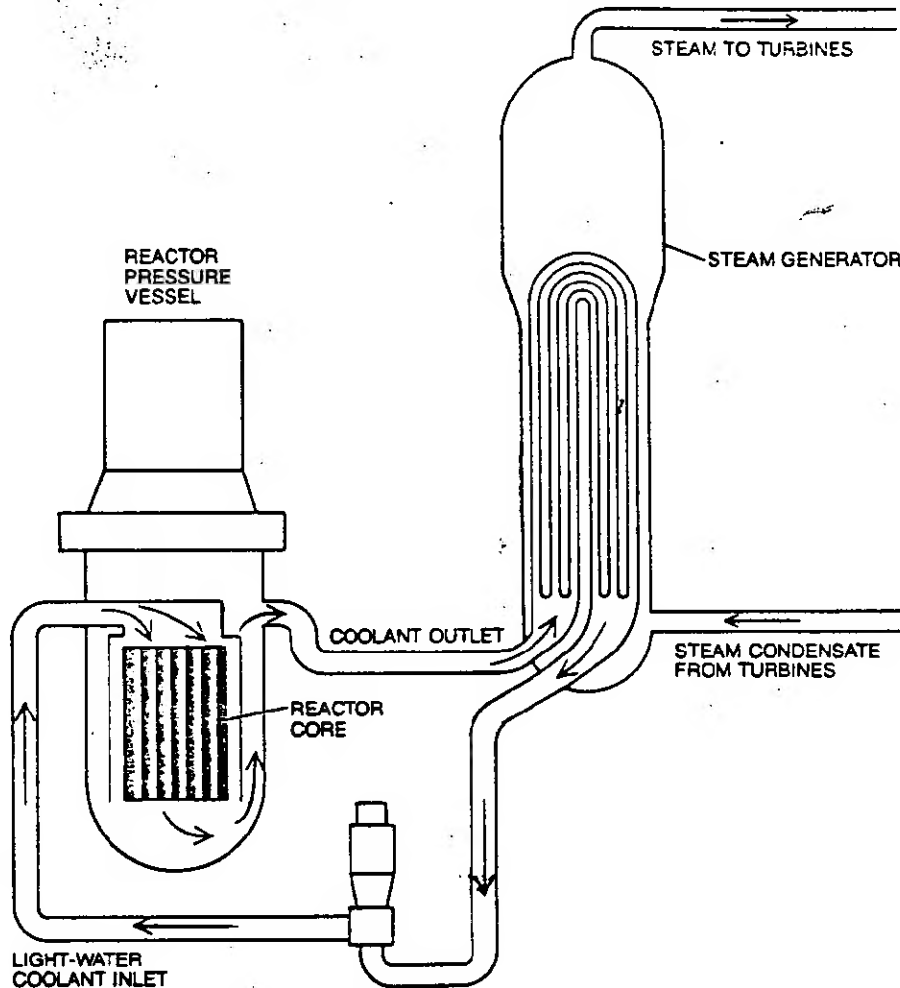 STEAM TO TURBINES
STEAM GENERATOR
REACTOR
PRESSURE
VESSEL
COOLANT OUTLET
STEAM CONDENSATE
FROM TURBINES
REACTOR
CORE
LIGHT-WATER
COOLANT INLET